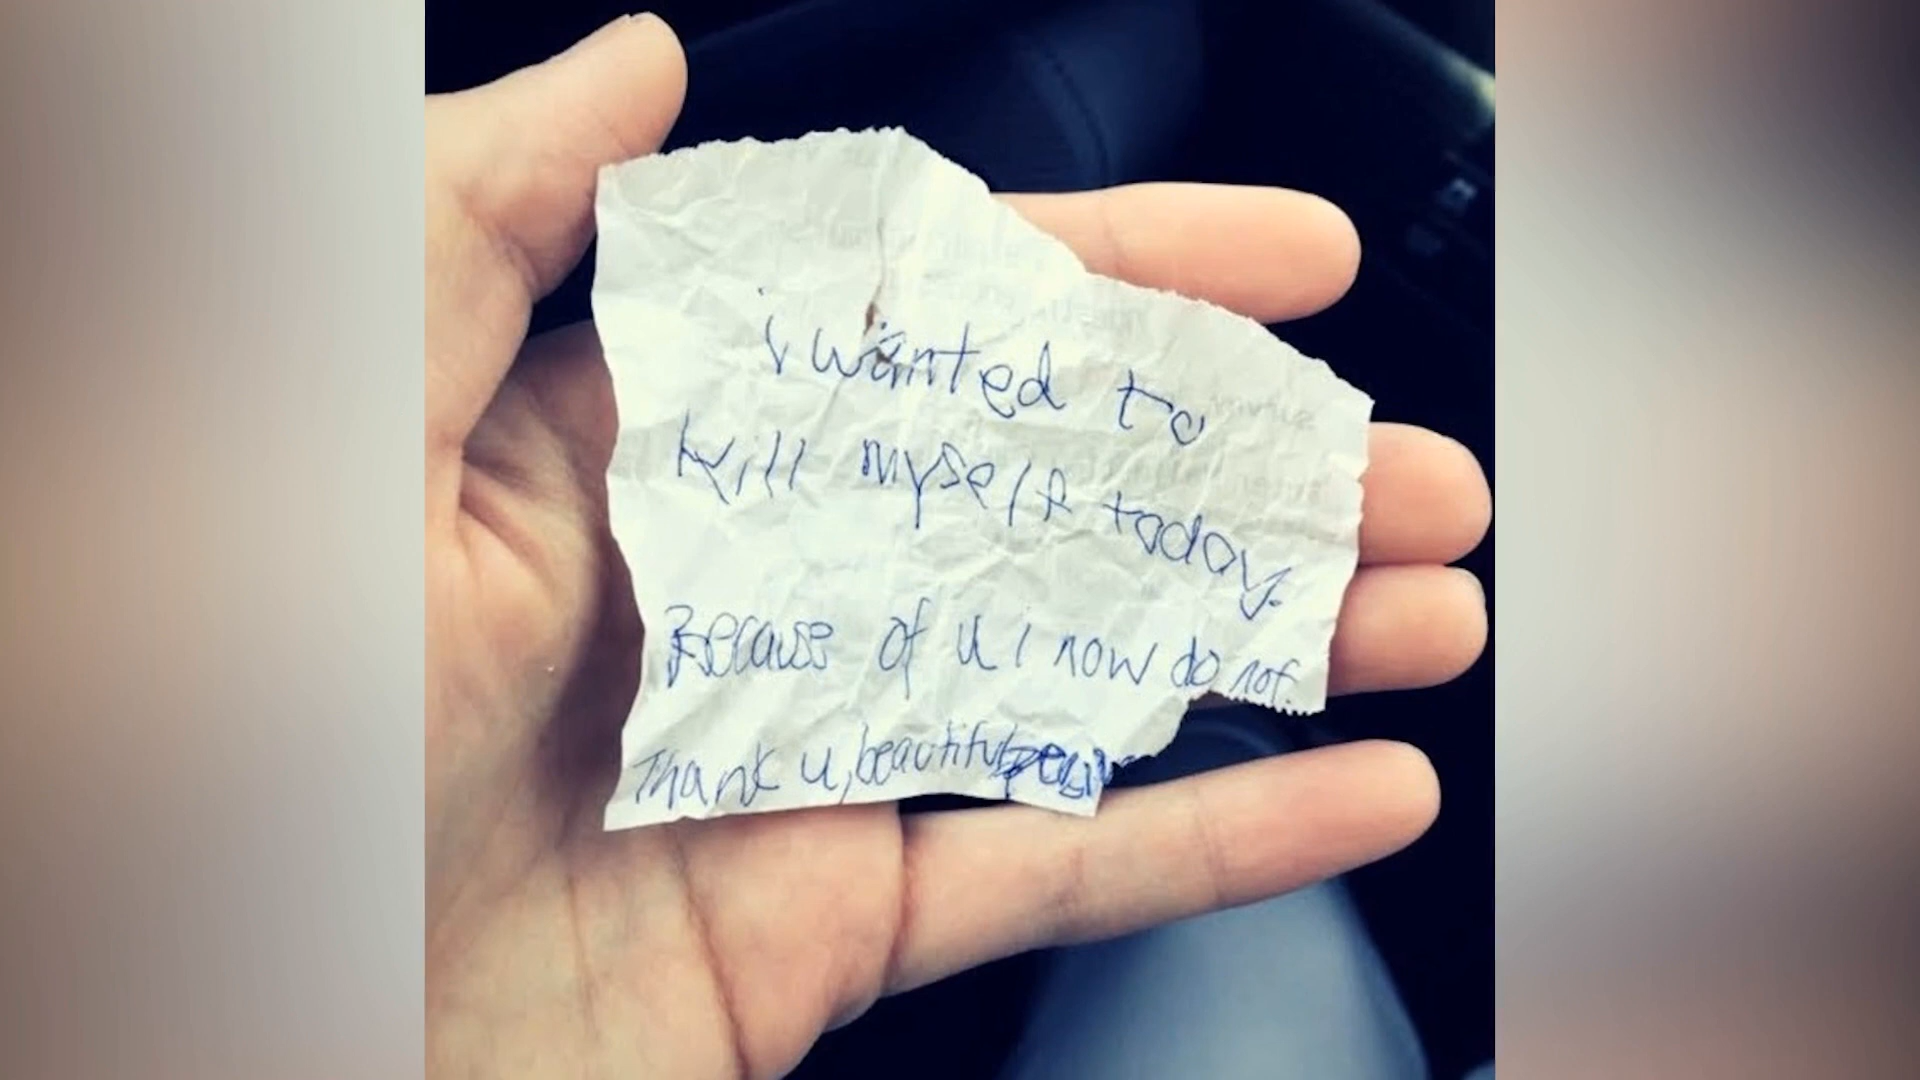 i wanted to
kill myself today.
Because of u i now do not.
Thank u, beautiful